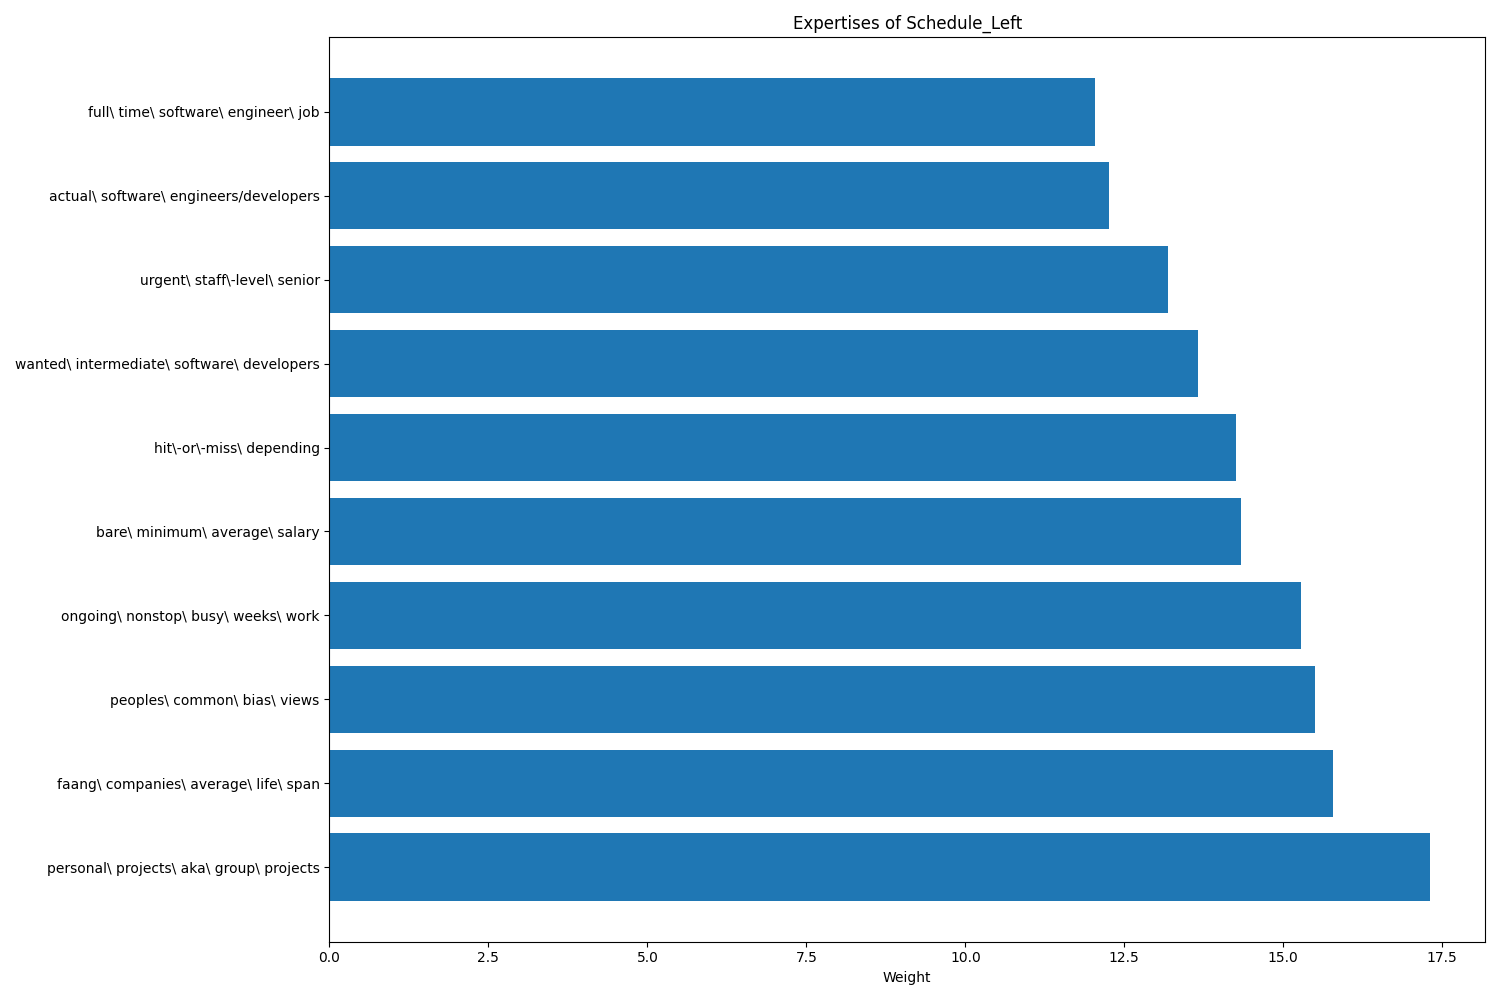 Expertises of Schedule_Left
full\ time\ software\ engineer\ job
actual\ software\ engineers/developers
urgent\ staff\-level\ senior
wanted\ intermediate\ software\ developers
hit\-or\-miss\ depending
bare\ minimum\ average\ salary
ongoing\ nonstop\ busy\ weeks\ work
peoples\ common\ bias\ views
faang\ companies\ average\ life\ span
personal\ projects\ aka\ group\ projects
0.0 2.5 5.0 7.5 10.0 12.5 15.0 17.5
Weight